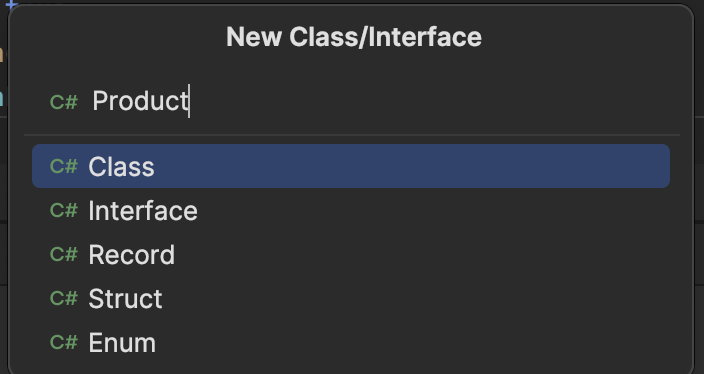 New Class/Interface
C# Product
C# Class
C# Interface
C# Record
C# Struct
C# Enum